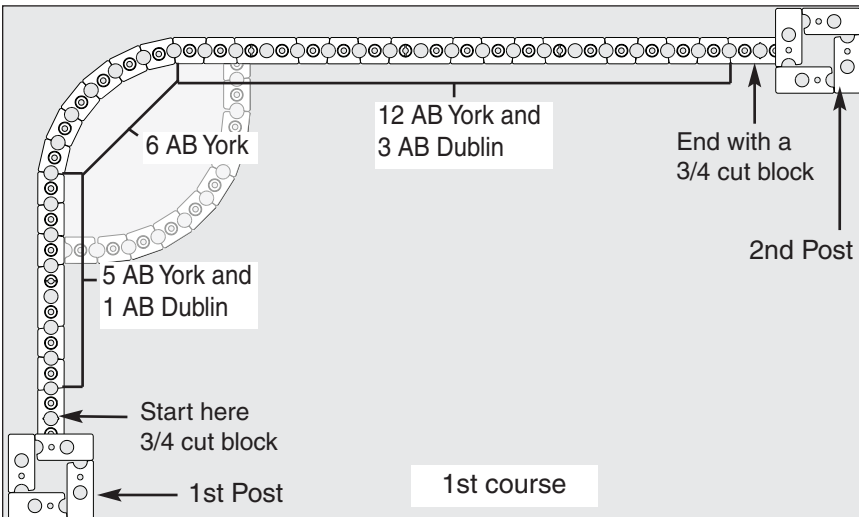 12 AB York and
3 AB Dublin
6 AB York
End with a
3/4 cut block
2nd Post
5 AB York and
1 AB Dublin
Start here
3/4 cut block
1st Post
1st course